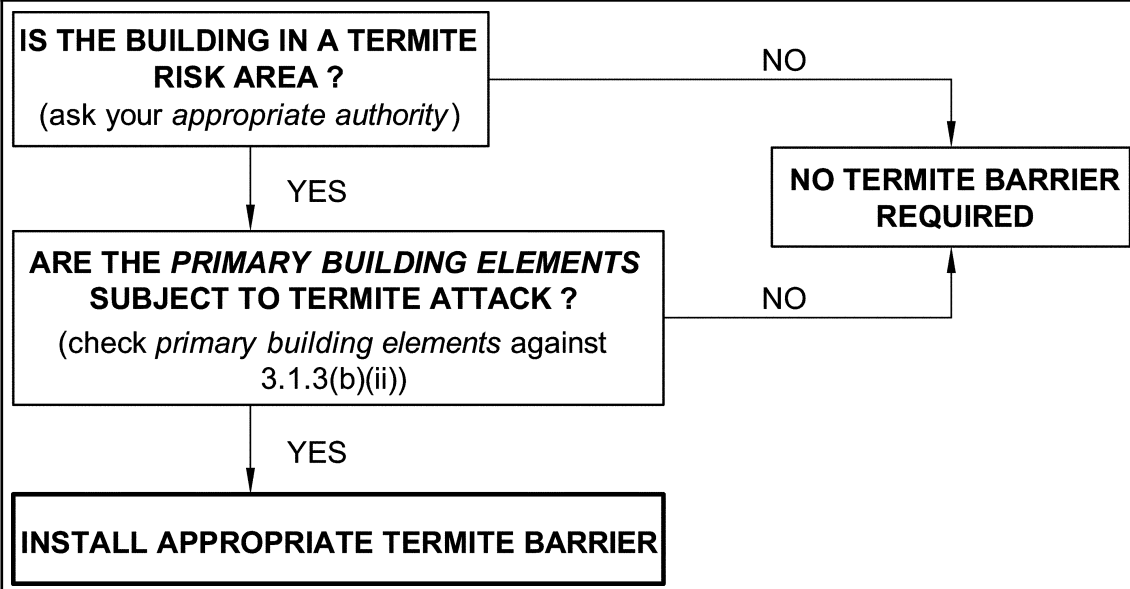 IS THE BUILDING IN A TERMITE
RISK AREA ?
(ask your appropriate authority)
NO
YES
NO TERMITE BARRIER
REQUIRED
ARE THE PRIMARY BUILDING ELEMENTS
SUBJECT TO TERMITE ATTACK ?
(check primary building elements against
3.1.3(b)(ii))
NO
YES
INSTALL APPROPRIATE TERMITE BARRIER